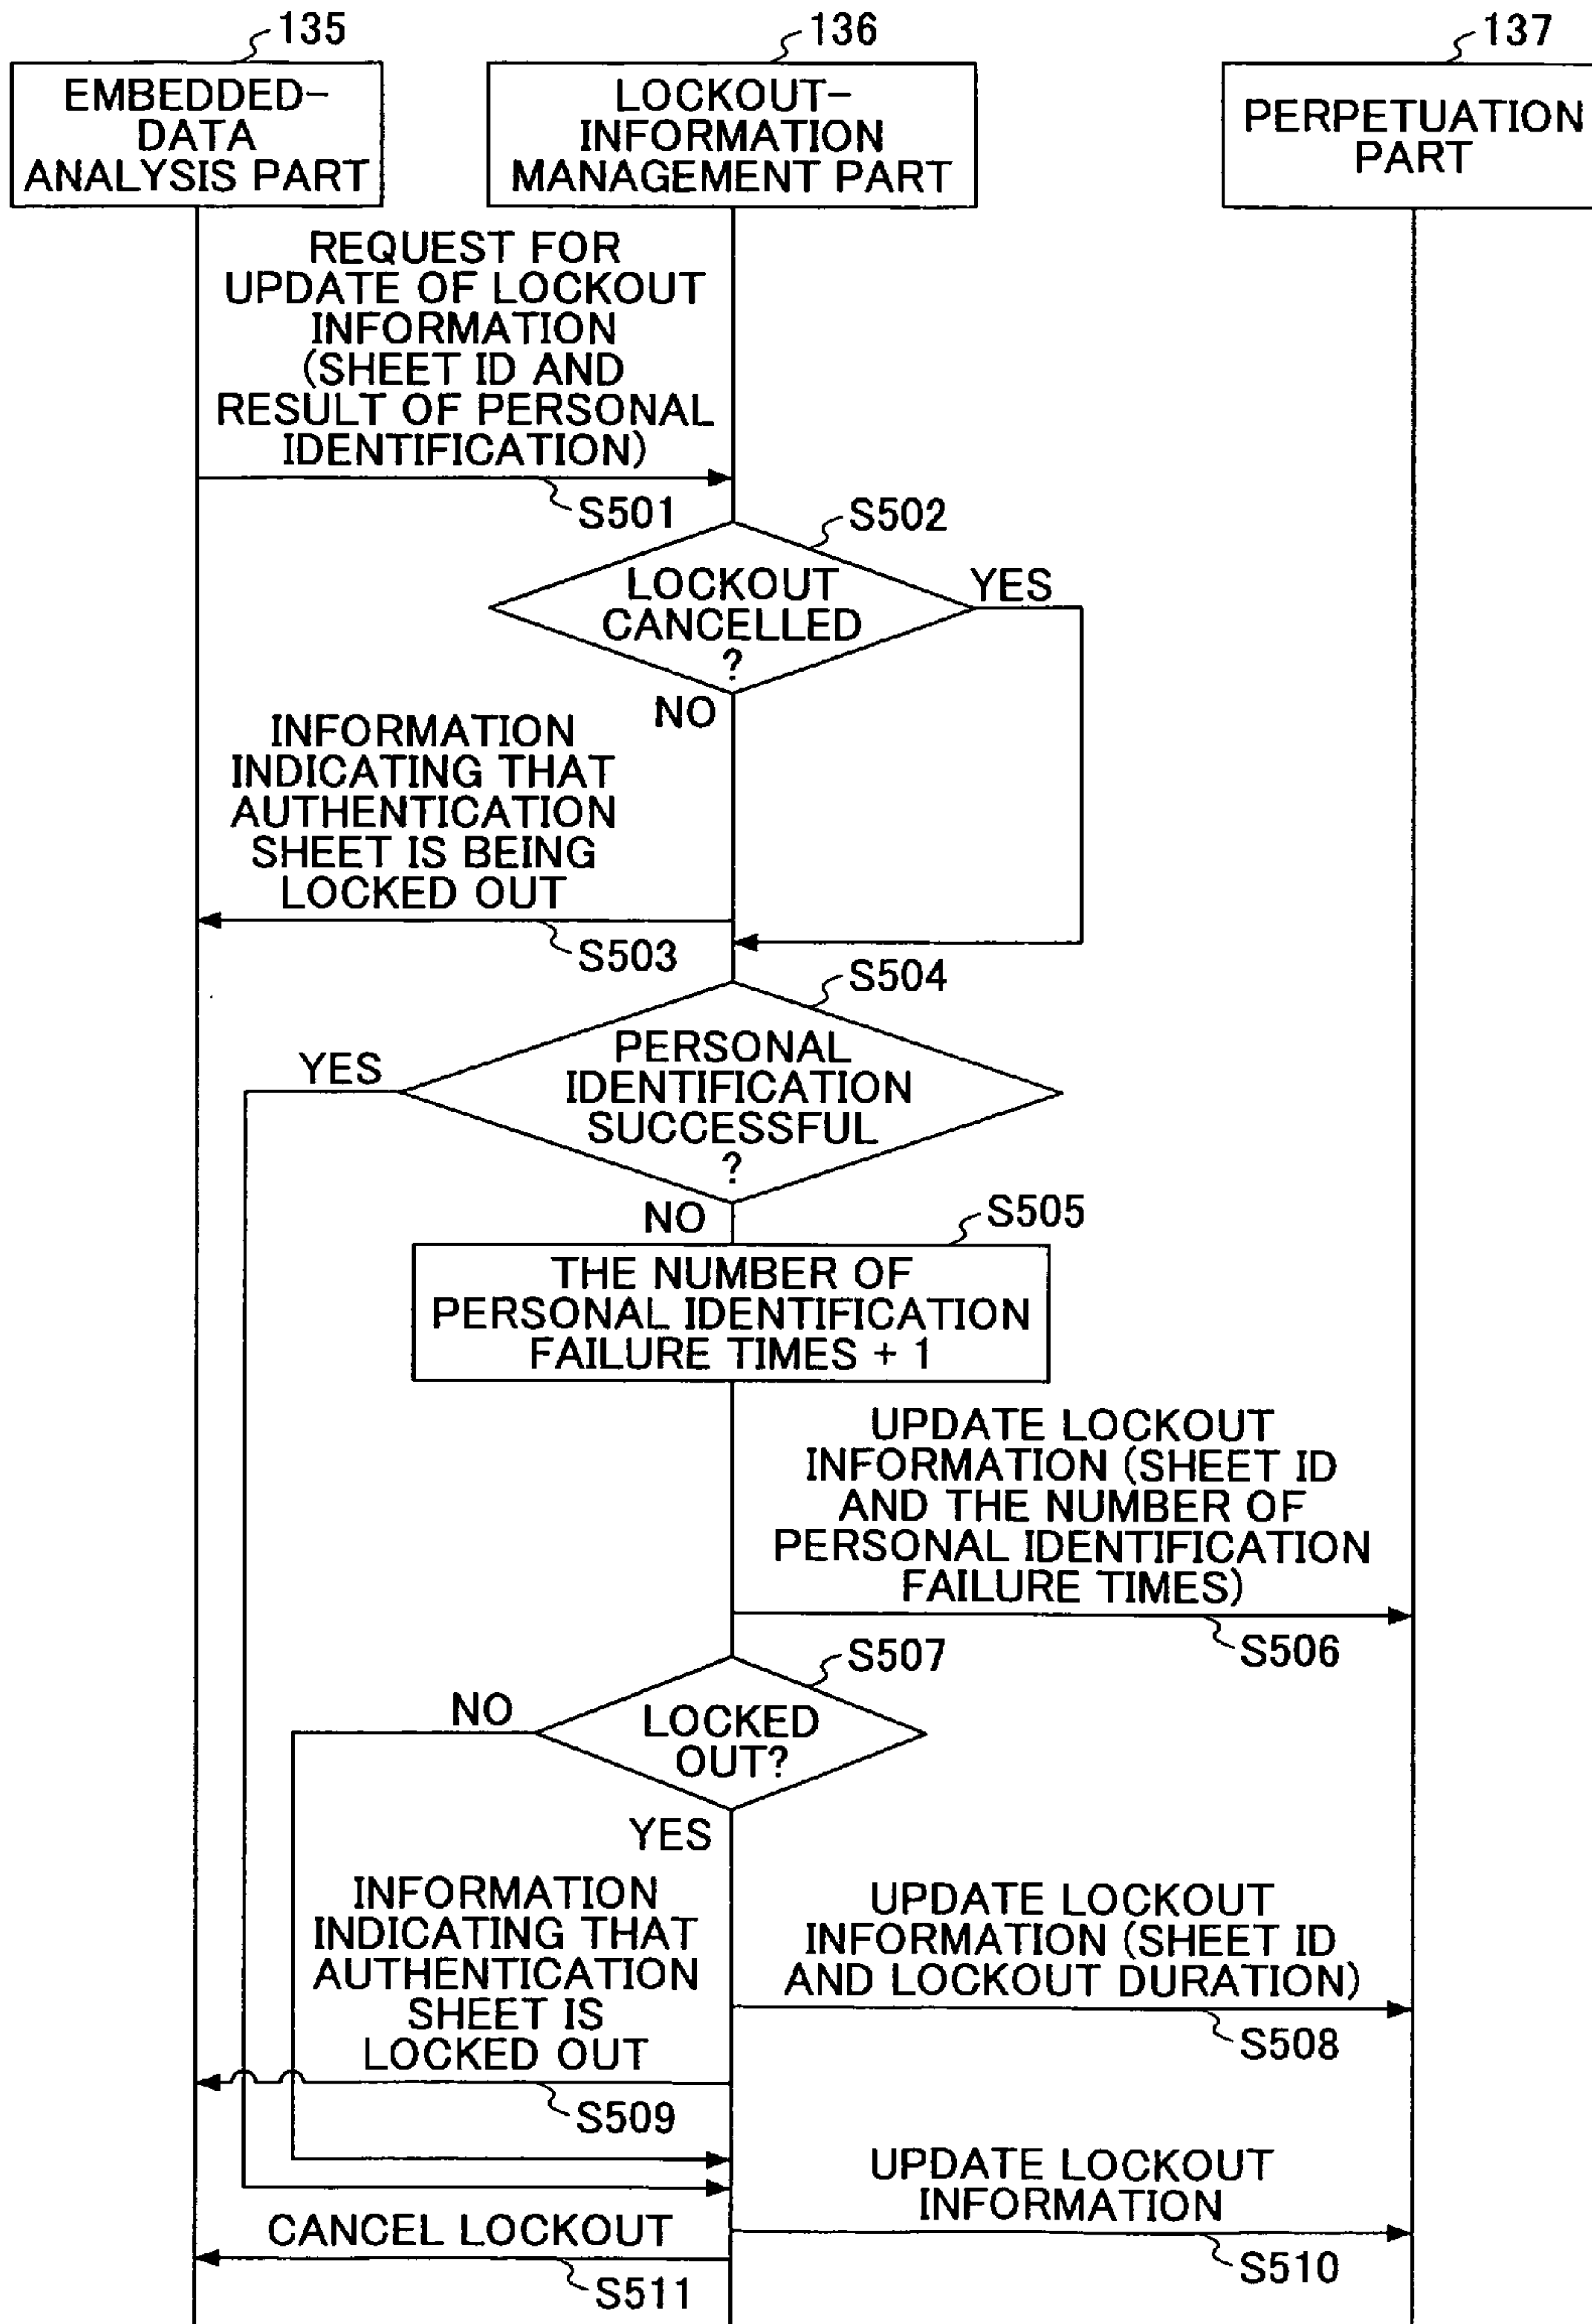 135
136
137
EMBEDDED-
DATA
ANALYSIS PART
LOCKOUT-
INFORMATION
MANAGEMENT PART
PERPETUATION
PART
REQUEST FOR
UPDATE OF LOCKOUT
INFORMATION
(SHEET ID AND
RESULT OF PERSONAL
IDENTIFICATION)
S501
S502
LOCKOUT
CANCELLED
?
YES
NO
INFORMATION
INDICATING THAT
AUTHENTICATION
SHEET IS BEING
LOCKED OUT
S503
S504
PERSONAL
IDENTIFICATION
SUCCESSFUL
?
YES
NO
S505
THE NUMBER OF
PERSONAL IDENTIFICATION
FAILURE TIMES + 1
UPDATE LOCKOUT
INFORMATION (SHEET ID
AND THE NUMBER OF
PERSONAL IDENTIFICATION
FAILURE TIMES)
S506
S507
LOCKED
OUT?
NO
YES
INFORMATION
INDICATING THAT
AUTHENTICATION
SHEET IS
LOCKED OUT
UPDATE LOCKOUT
INFORMATION (SHEET ID
AND LOCKOUT DURATION)
S508
S509
UPDATE LOCKOUT
INFORMATION
CANCEL LOCKOUT
S510
S511